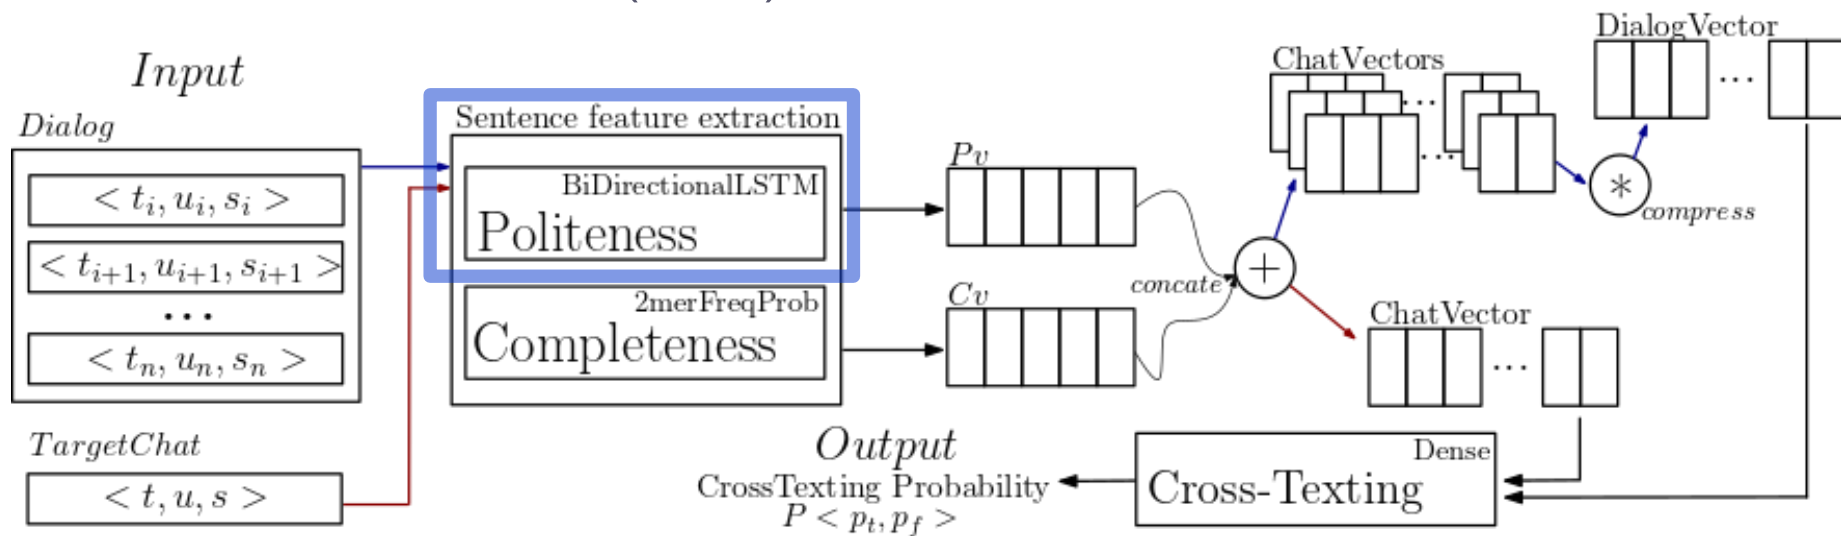 Input
Dialog
< t_i, u_i, s_i >
< t_{i+1}, u_{i+1}, s_{i+1} >
...
< t_n, u_n, s_n >
TargetChat
< t, u, s >
Sentence feature extraction
BiDirectionalLSTM
Politeness
2merFreqProb
Completeness
Pv
Cv
concate
+
ChatVectors
...
...
*
compress
DialogVector
...
ChatVector
...
Dense
Cross-Texting
Output
CrossTexting Probability
P < p_t, p_f >